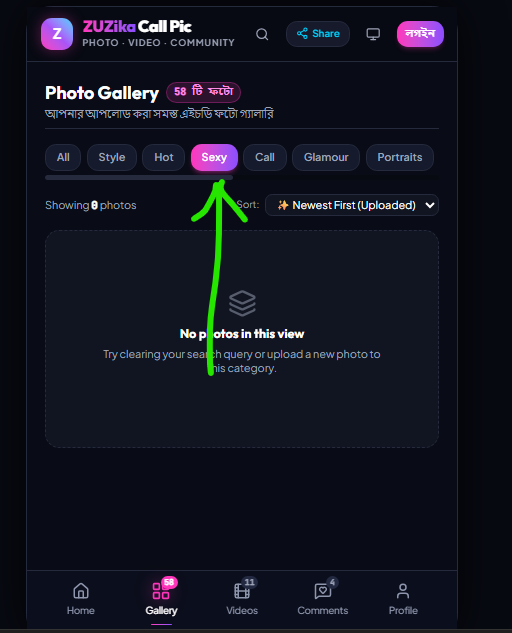 Z
ZUZika Call Pic
PHOTO · VIDEO · COMMUNITY
Share
লগইন
Photo Gallery
58 টি ফটো
আপনার আপলোড করা সমস্ত এইচডি ফটো গ্যালারি
All Style Hot Sexy Call Glamour Portraits
Showing 0 photos
Sort: ✨ Newest First (Uploaded)
No photos in this view
Try clearing your search query or upload a new photo to
this category.
58 11 4
Home Gallery Videos Comments Profile